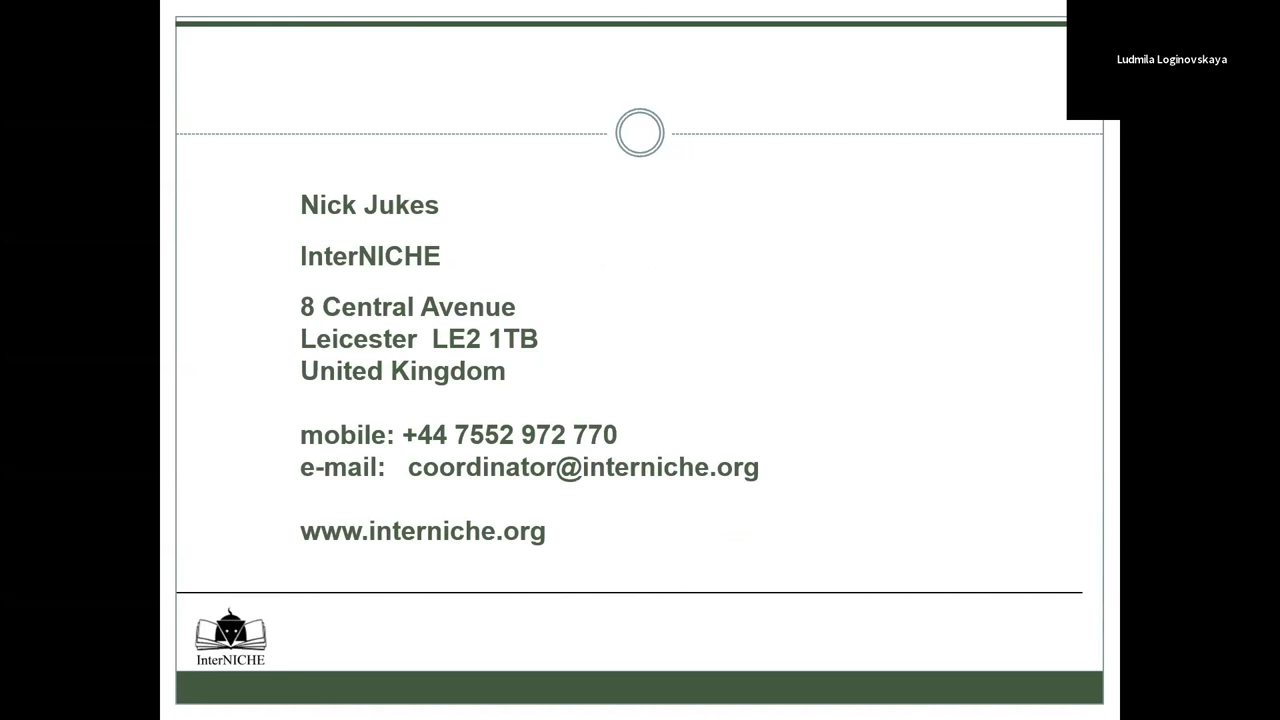 Ludmila Loginovskaya
Nick Jukes
InterNICHE
8 Central Avenue
Leicester  LE2 1TB
United Kingdom
mobile: +44 7552 972 770
e-mail:   coordinator@interniche.org
www.interniche.org
InterNICHE